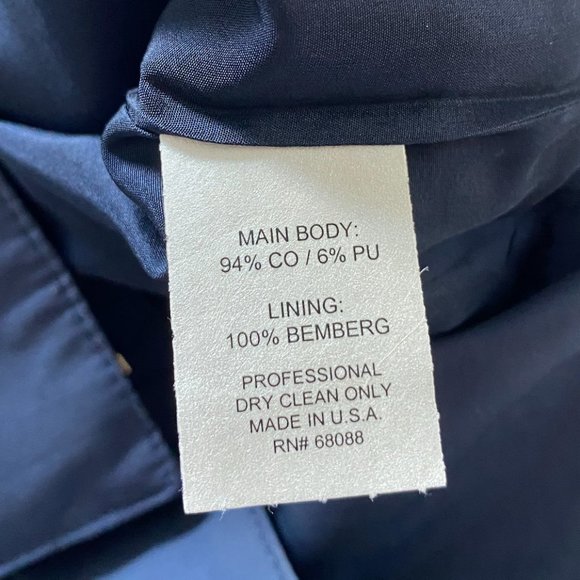 MAIN BODY:
94% CO / 6% PU
LINING:
100% BEMBERG
PROFESSIONAL
DRY CLEAN ONLY
MADE IN U.S.A.
RN# 68088